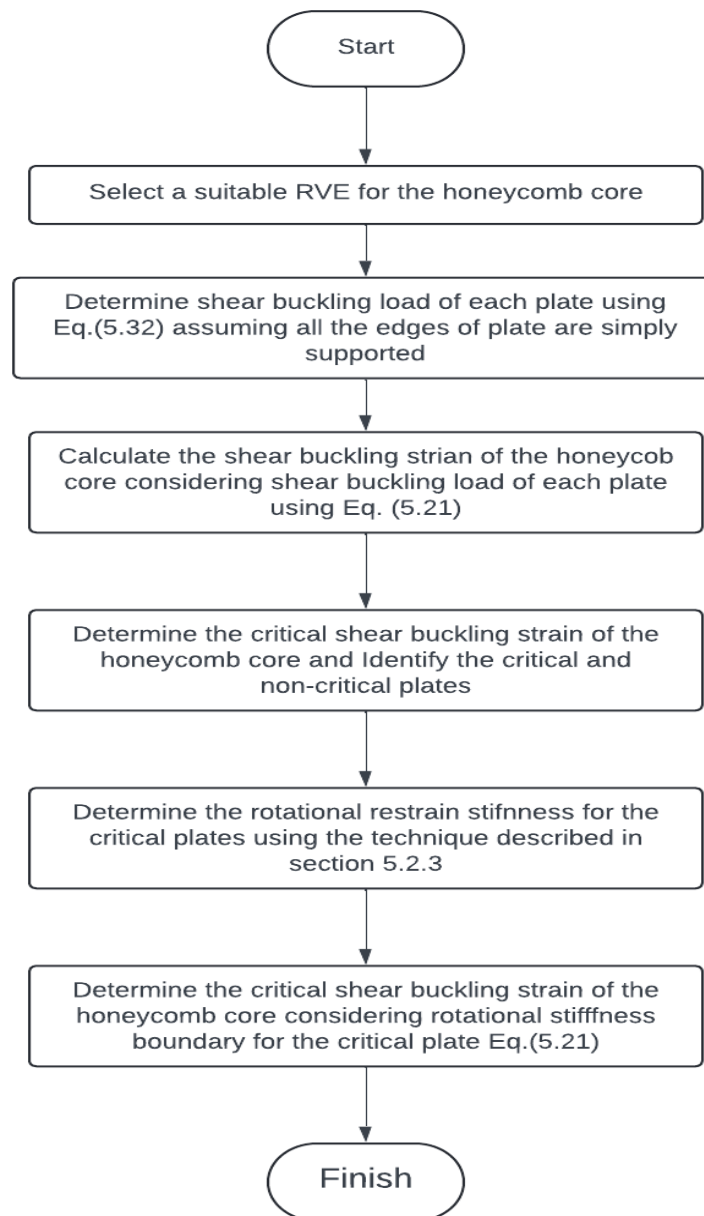 Start
Select a suitable RVE for the honeycomb core
Determine shear buckling load of each plate using
Eq.(5.32) assuming all the edges of plate are simply
supported
Calculate the shear buckling strian of the honeycob
core considering shear buckling load of each plate
using Eq. (5.21)
Determine the critical shear buckling strain of the
honeycomb core and Identify the critical and
non-critical plates
Determine the rotational restrain stifnness for the
critical plates using the technique described in
section 5.2.3
Determine the critical shear buckling strain of the
honeycomb core considering rotational stifffness
boundary for the critical plate Eq.(5.21)
Finish